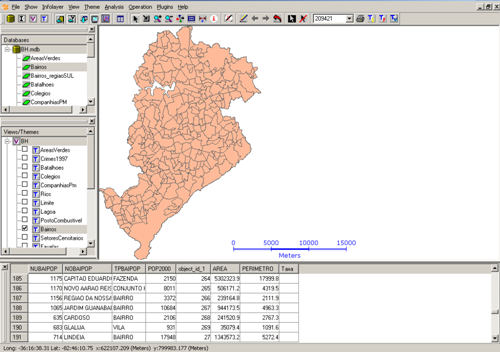 File Show Infolayer View Theme Analysis Operation Plugins Help
209421
Databases
BH.mdb
AreasVerdes
Bairros
Bairros_regiaoSUL
Batalhoes
Colegios
CompanhiasPM
Views/Themes
BH
AreasVerdes
Crimes1997
Batalhoes
Colegios
CompanhiasPm
Rios
Limite
Lagoa
PostoCombustivel
Bairros
SetoresCensitarios
Favelas
0 5000 10000 15000
Meters
NUBAIPOP NOBAIPOP TPBAIPOP POP2000 object_id_1 AREA PERIMETRO Taxa
185 1175 CAPITAO EDUARDO FAZENDA 2150 264 5302323.9 17999.8
186 1170 NOVO AARAO REIS CONJUNTO H 8011 265 506171.2 4319.5
187 1156 REGIAO DA NOSSA BAIRRO 3372 266 239164.8 2111.9
188 1065 JARDIM GUANABAR BAIRRO 10684 267 944173.5 4963.3
189 635 CARDOSO BAIRRO 2106 268 241520.9 2767.3
190 683 GLALIJA VILA 931 269 35079.4 1091.6
191 714 LINDEIA BAIRRO 17948 27 1343573.2 5272.4
Long: -36:16:38.31 Lat: -82:46:10.75 x:622107.209 (Meters) y:799983.177 (Meters)